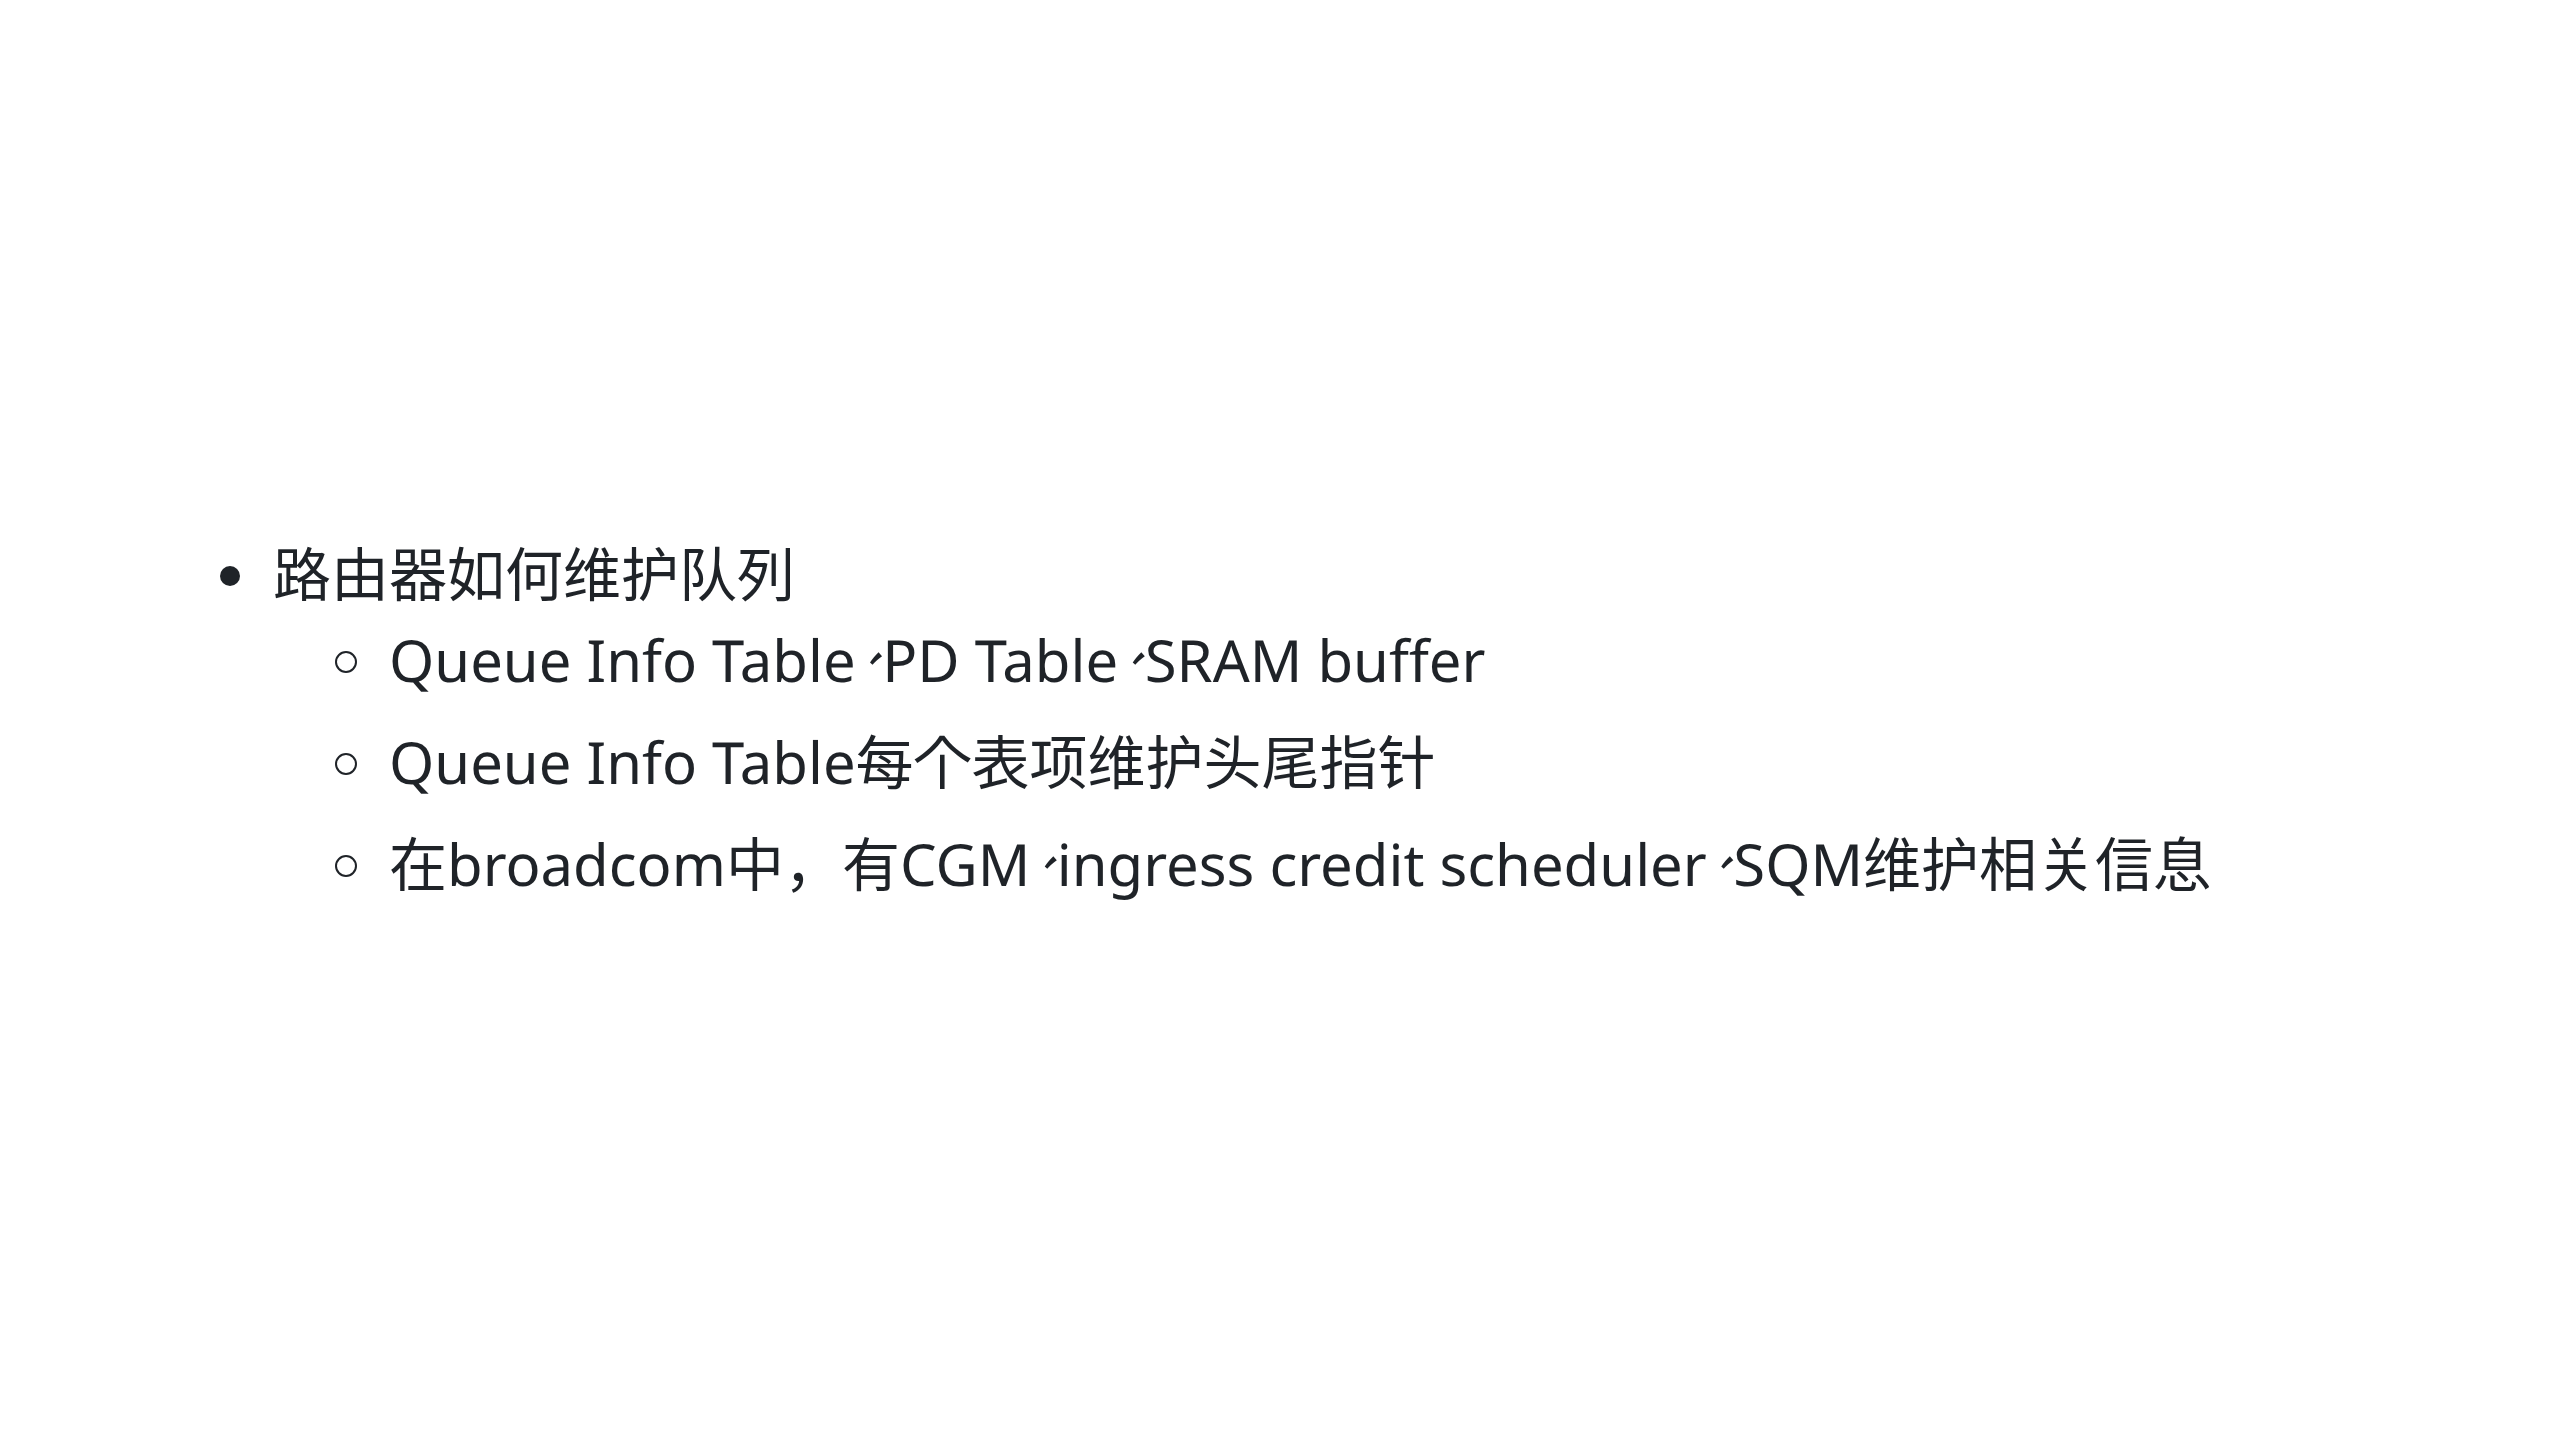 路由器如何维护队列
Queue Info Table、PD Table、SRAM buffer
Queue Info Table每个表项维护头尾指针
在broadcom中，有CGM、ingress credit scheduler、SQM维护相关信息